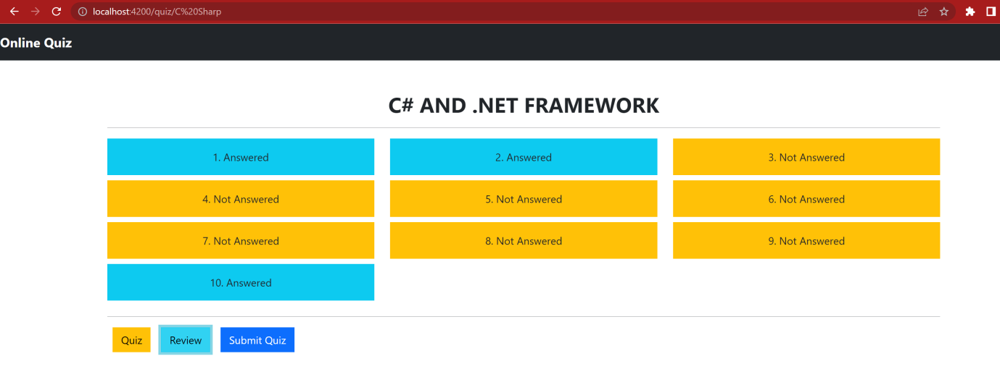 localhost:4200/quiz/C%20Sharp
Online Quiz
C# AND .NET FRAMEWORK
1. Answered
2. Answered
3. Not Answered
4. Not Answered
5. Not Answered
6. Not Answered
7. Not Answered
8. Not Answered
9. Not Answered
10. Answered
Quiz
Review
Submit Quiz